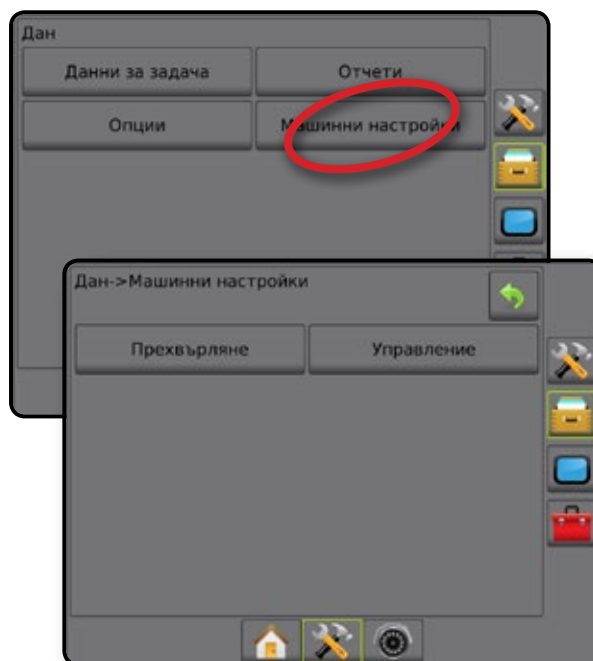 Дан
Данни за задача
Отчети
Опции
Машинни настройки
Дан->Машинни настройки
Прехвърляне
Управление